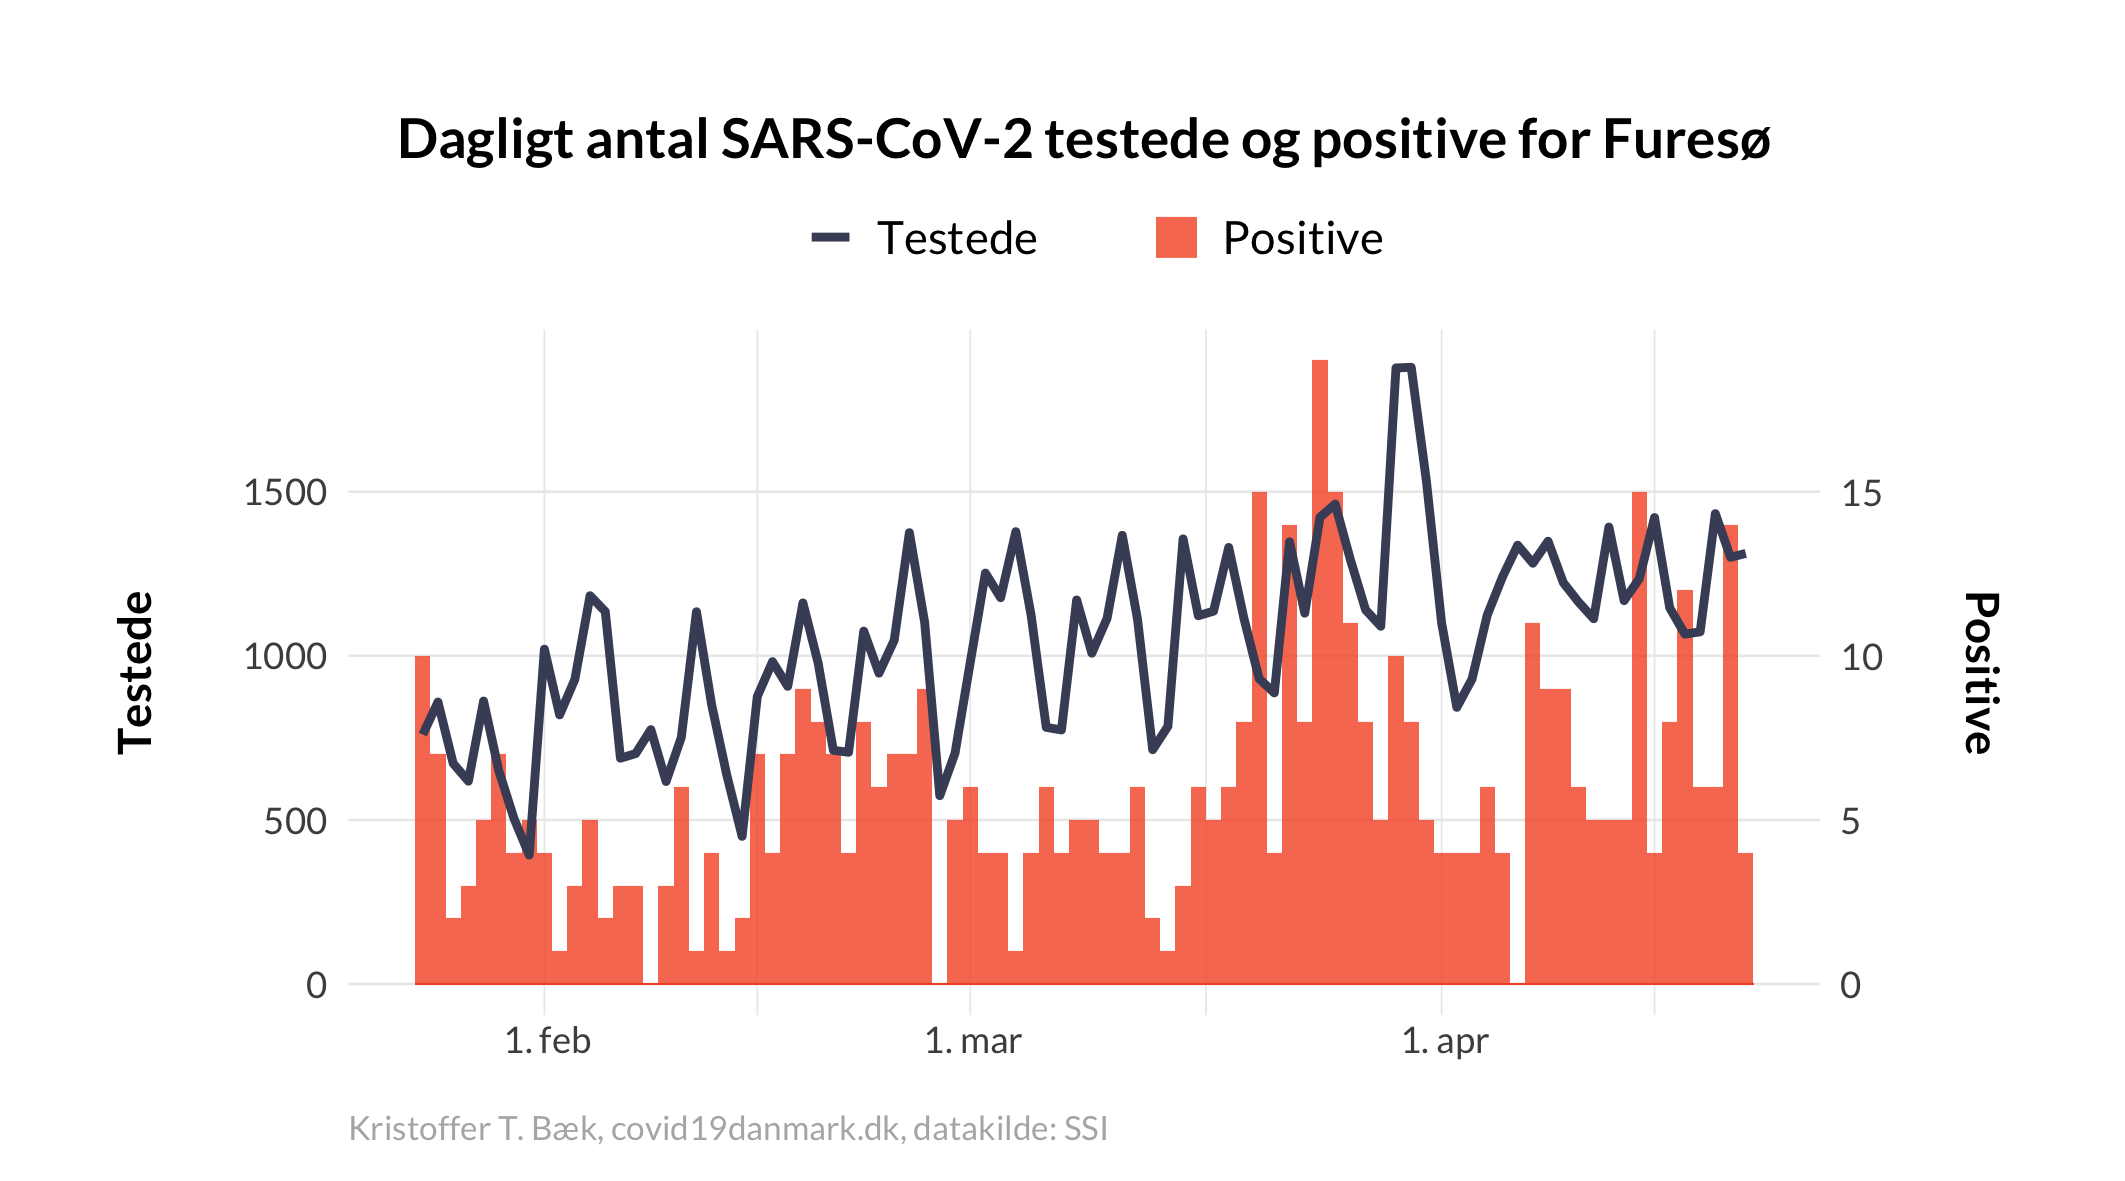 Dagligt antal SARS-CoV-2 testede og positive for Furesø
Testede
Positive
1500
1000
500
0
15
10
5
0
Testede
Positive
1. feb
1. mar
1. apr
Kristoffer T. Bæk, covid19danmark.dk, datakilde: SSI